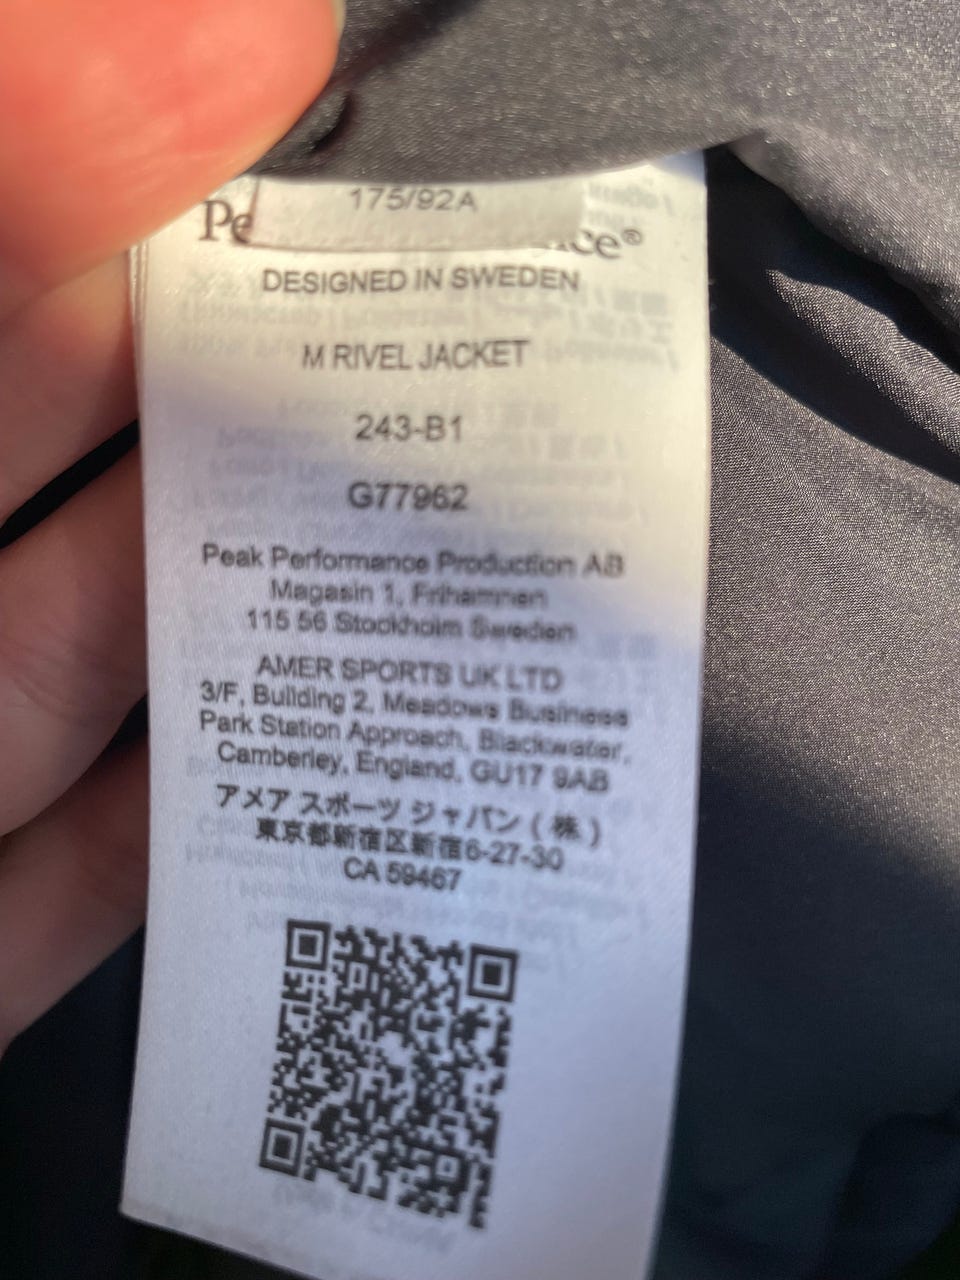 175/92A
Pe ce®
DESIGNED IN SWEDEN
M RIVEL JACKET
243-B1
G77962
Peak Performance Production AB
Magasin 1, Frihamnen
115 56 Stockholm Sweden
AMER SPORTS UK LTD
3/F, Building 2, Meadows Business
Park Station Approach, Blackwater,
Camberley, England, GU17 9AB
アメア スポーツ ジャパン ( 株 )
東京都新宿区新宿6-27-30
CA 59467